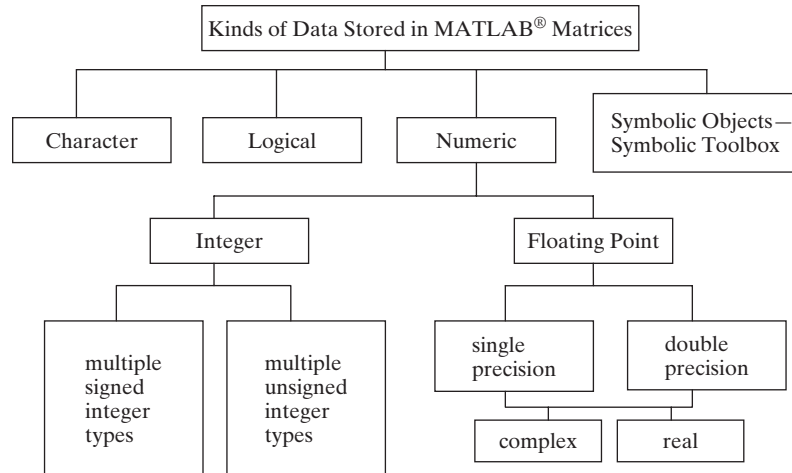 Kinds of Data Stored in MATLAB® Matrices
Character
Logical
Numeric
Symbolic Objects—
Symbolic Toolbox
Integer
Floating Point
multiple
signed
integer
types
multiple
unsigned
integer
types
single
precision
double
precision
complex
real